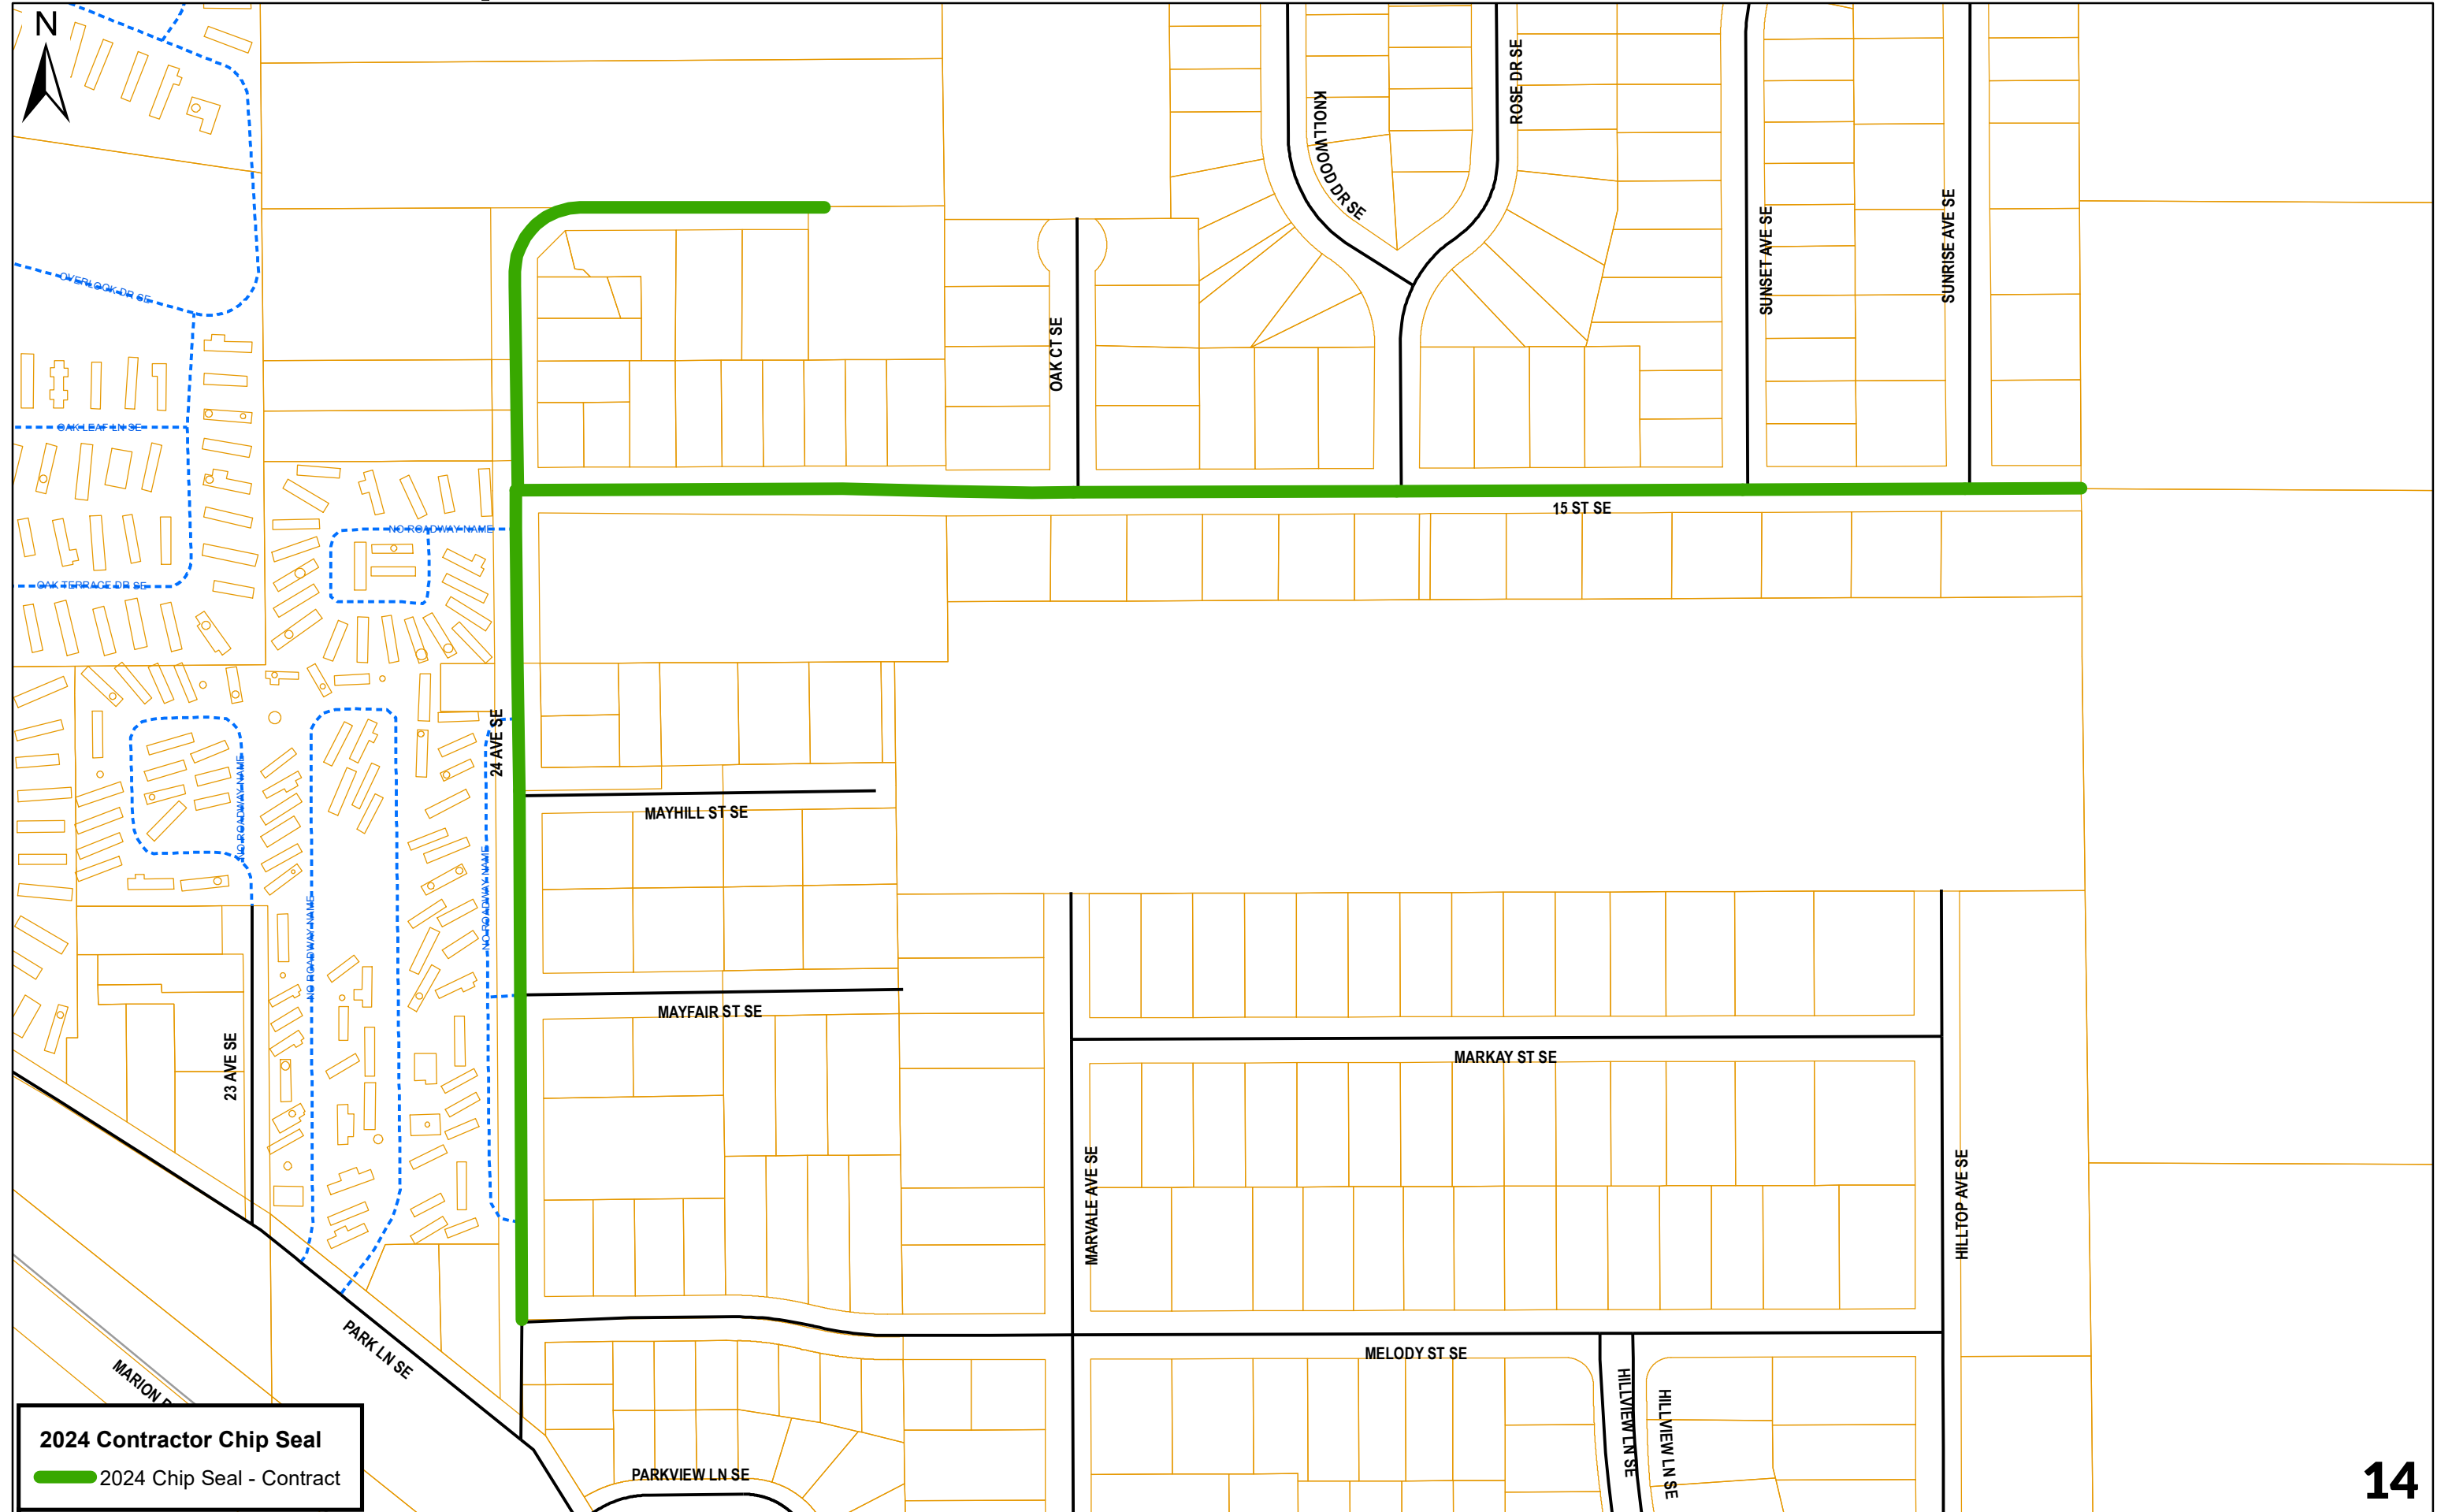 N
KNOLLWOOD DR SE
ROSE DR SE
SUNSET AVE SE
SUNRISE AVE SE
OVERLOOK DR SE
OAK CT SE
OAK LEAF LN SE
15 ST SE
NO ROADWAY NAME
OAK TERRACE DR SE
24 AVE SE
NO ROADWAY NAME
MAYHILL ST SE
NO ROADWAY NAME
NO ROADWAY NAME
MAYFAIR ST SE
23 AVE SE
MARKAY ST SE
MARVALE AVE SE
HILLTOP AVE SE
PARK LN SE
MELODY ST SE
MARION
HILLVIEW LN SE
HILLVIEW LN SE
PARKVIEW LN SE
2024 Contractor Chip Seal
2024 Chip Seal - Contract
14